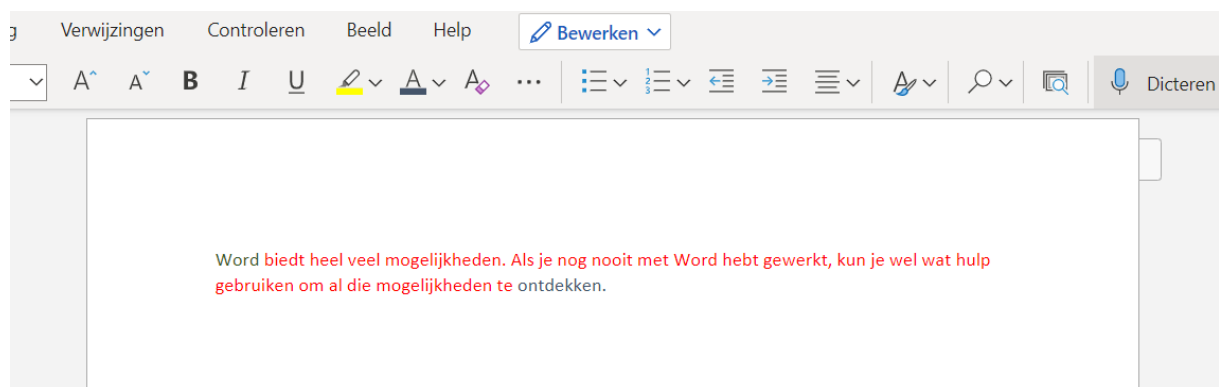 Verwijzingen Controleren Beeld Help Bewerken
A A B I U A A ... Dicteren
Word biedt heel veel mogelijkheden. Als je nog nooit met Word hebt gewerkt, kun je wel wat hulp
gebruiken om al die mogelijkheden te ontdekken.